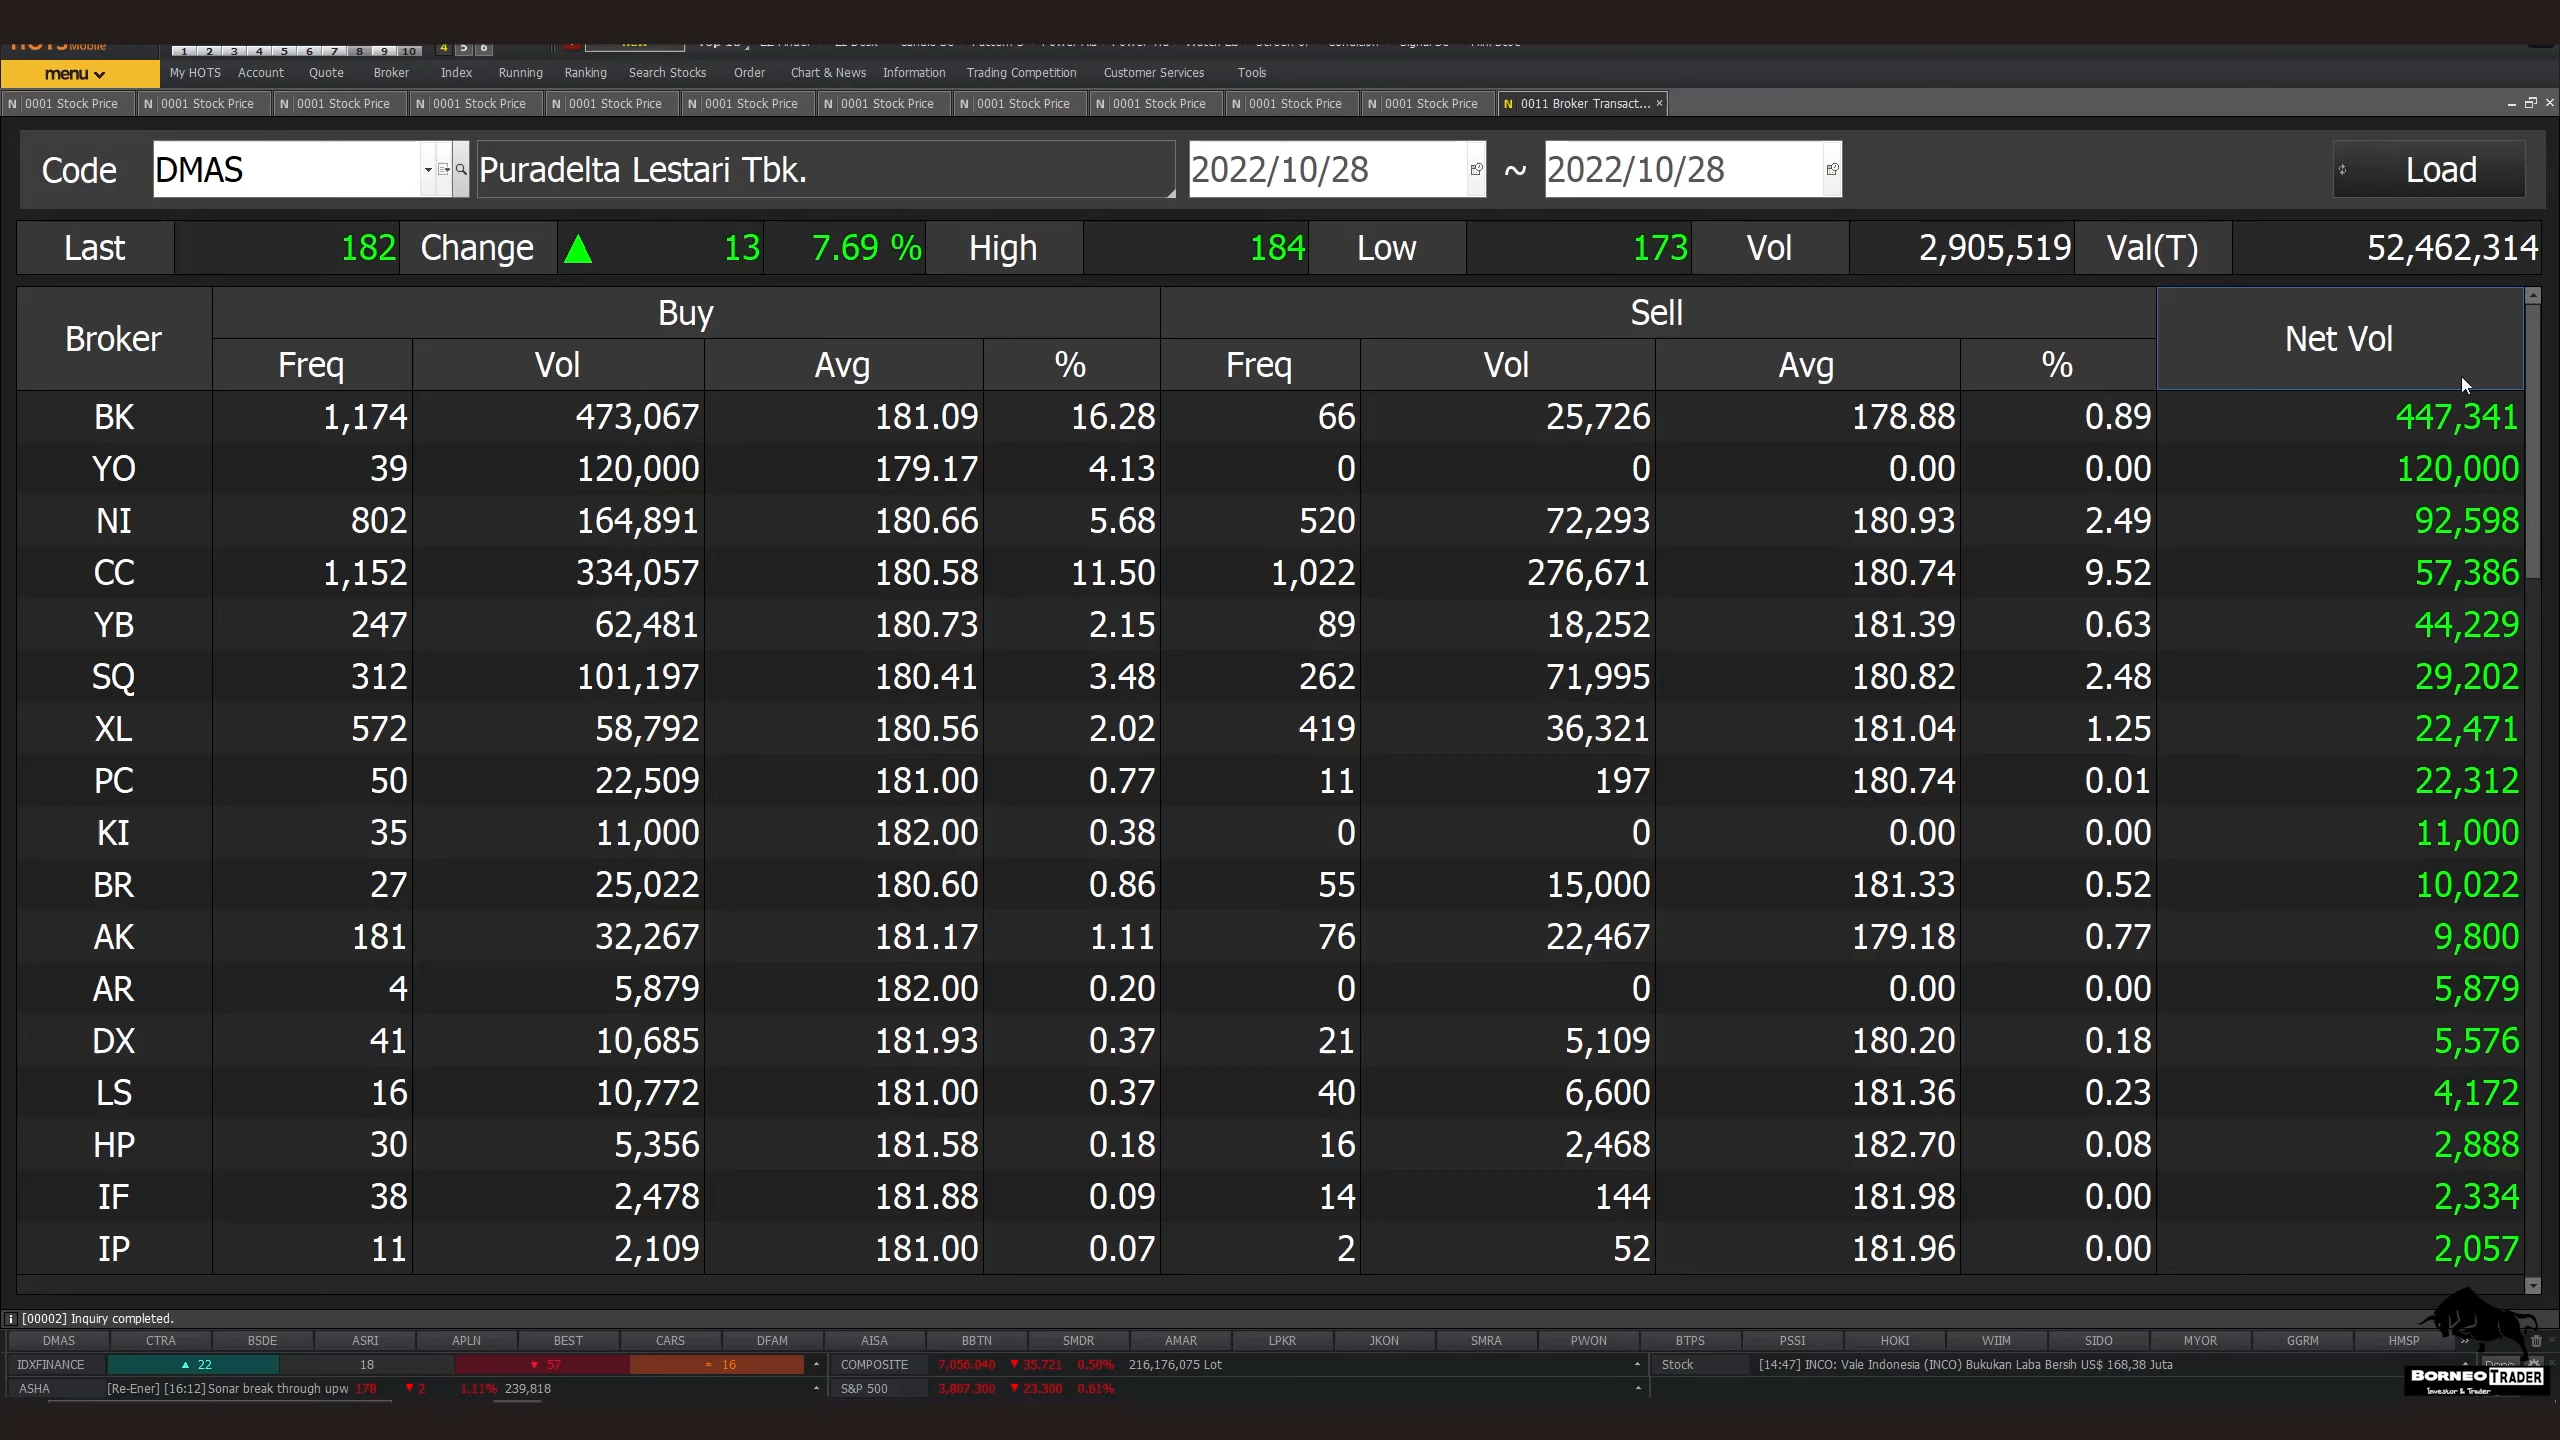 HOTS Mobile
1 2 3 4 5 6 7 8 9 10 4 5 6
menu My HOTS Account Quote Broker Index Running Ranking Search Stocks Order Chart & News Information Trading Competition Customer Services Tools
N 0001 Stock Price N 0001 Stock Price N 0001 Stock Price N 0001 Stock Price N 0001 Stock Price N 0001 Stock Price N 0001 Stock Price N 0001 Stock Price N 0001 Stock Price N 0001 Stock Price N 0001 Stock Price N 0011 Broker Transact... ×
Code DMAS Puradelta Lestari Tbk. 2022/10/28 ~ 2022/10/28 Load
Last 182 Change ▲ 13 7.69 % High 184 Low 173 Vol 2,905,519 Val(T) 52,462,314
Broker Buy Sell Net Vol
Freq Vol Avg % Freq Vol Avg %
BK 1,174 473,067 181.09 16.28 66 25,726 178.88 0.89 447,341
YO 39 120,000 179.17 4.13 0 0 0.00 0.00 120,000
NI 802 164,891 180.66 5.68 520 72,293 180.93 2.49 92,598
CC 1,152 334,057 180.58 11.50 1,022 276,671 180.74 9.52 57,386
YB 247 62,481 180.73 2.15 89 18,252 181.39 0.63 44,229
SQ 312 101,197 180.41 3.48 262 71,995 180.82 2.48 29,202
XL 572 58,792 180.56 2.02 419 36,321 181.04 1.25 22,471
PC 50 22,509 181.00 0.77 11 197 180.74 0.01 22,312
KI 35 11,000 182.00 0.38 0 0 0.00 0.00 11,000
BR 27 25,022 180.60 0.86 55 15,000 181.33 0.52 10,022
AK 181 32,267 181.17 1.11 76 22,467 179.18 0.77 9,800
AR 4 5,879 182.00 0.20 0 0 0.00 0.00 5,879
DX 41 10,685 181.93 0.37 21 5,109 180.20 0.18 5,576
LS 16 10,772 181.00 0.37 40 6,600 181.36 0.23 4,172
HP 30 5,356 181.58 0.18 16 2,468 182.70 0.08 2,888
IF 38 2,478 181.88 0.09 14 144 181.98 0.00 2,334
IP 11 2,109 181.00 0.07 2 52 181.96 0.00 2,057
[00002] Inquiry completed.
DMAS CTRA BSDE ASRI APLN BEST CARS DFAM AISA BBTN SMDR AMAR LPKR JKON SMRA PWON BTPS PSSI HOKI WIIM SIDO MYOR GGRM HMSP
IDXFINANCE ▲ 22 18 ▼ 57 16 COMPOSITE 7,056.040 ▼ 35.721 0.50% 216,176,075 Lot Stock [14:47] INCO: Vale Indonesia (INCO) Bukukan Laba Bersih US$ 168,38 Juta
ASHA [Re-Ener] [16:12] Sonar break through upw 178 ▼ 2 1.11% 239,818 S&P 500 3,807.300 ▼ 23.300 0.61%
BORNEO TRADER
Investor & Trader